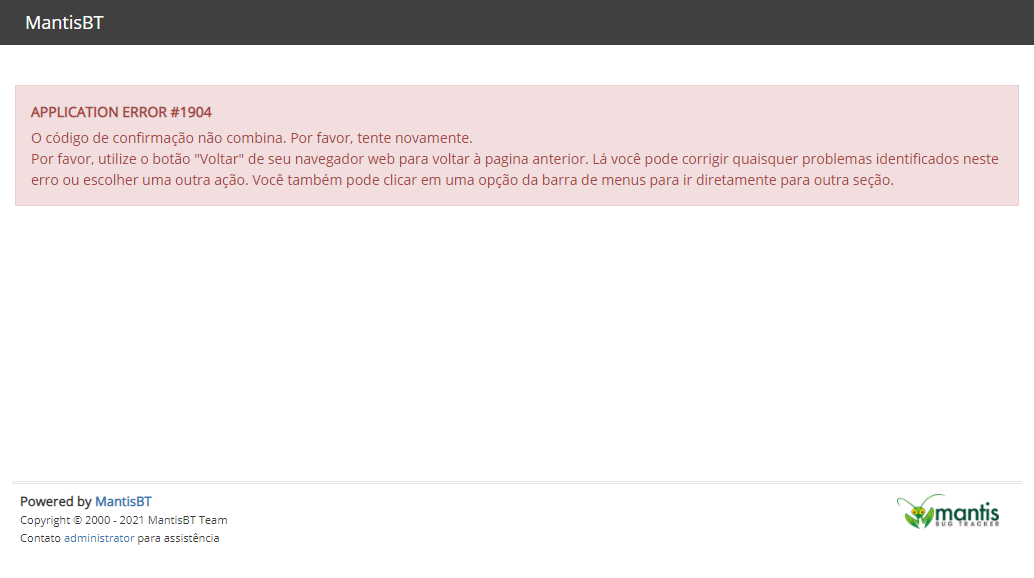 MantisBT
APPLICATION ERROR #1904
O código de confirmação não combina. Por favor, tente novamente.
Por favor, utilize o botão "Voltar" de seu navegador web para voltar à pagina anterior. Lá você pode corrigir quaisquer problemas identificados neste
erro ou escolher uma outra ação. Você também pode clicar em uma opção da barra de menus para ir diretamente para outra seção.
Powered by MantisBT
Copyright © 2000 - 2021 MantisBT Team
Contato administrator para assistência
mantis
BUG TRACKER